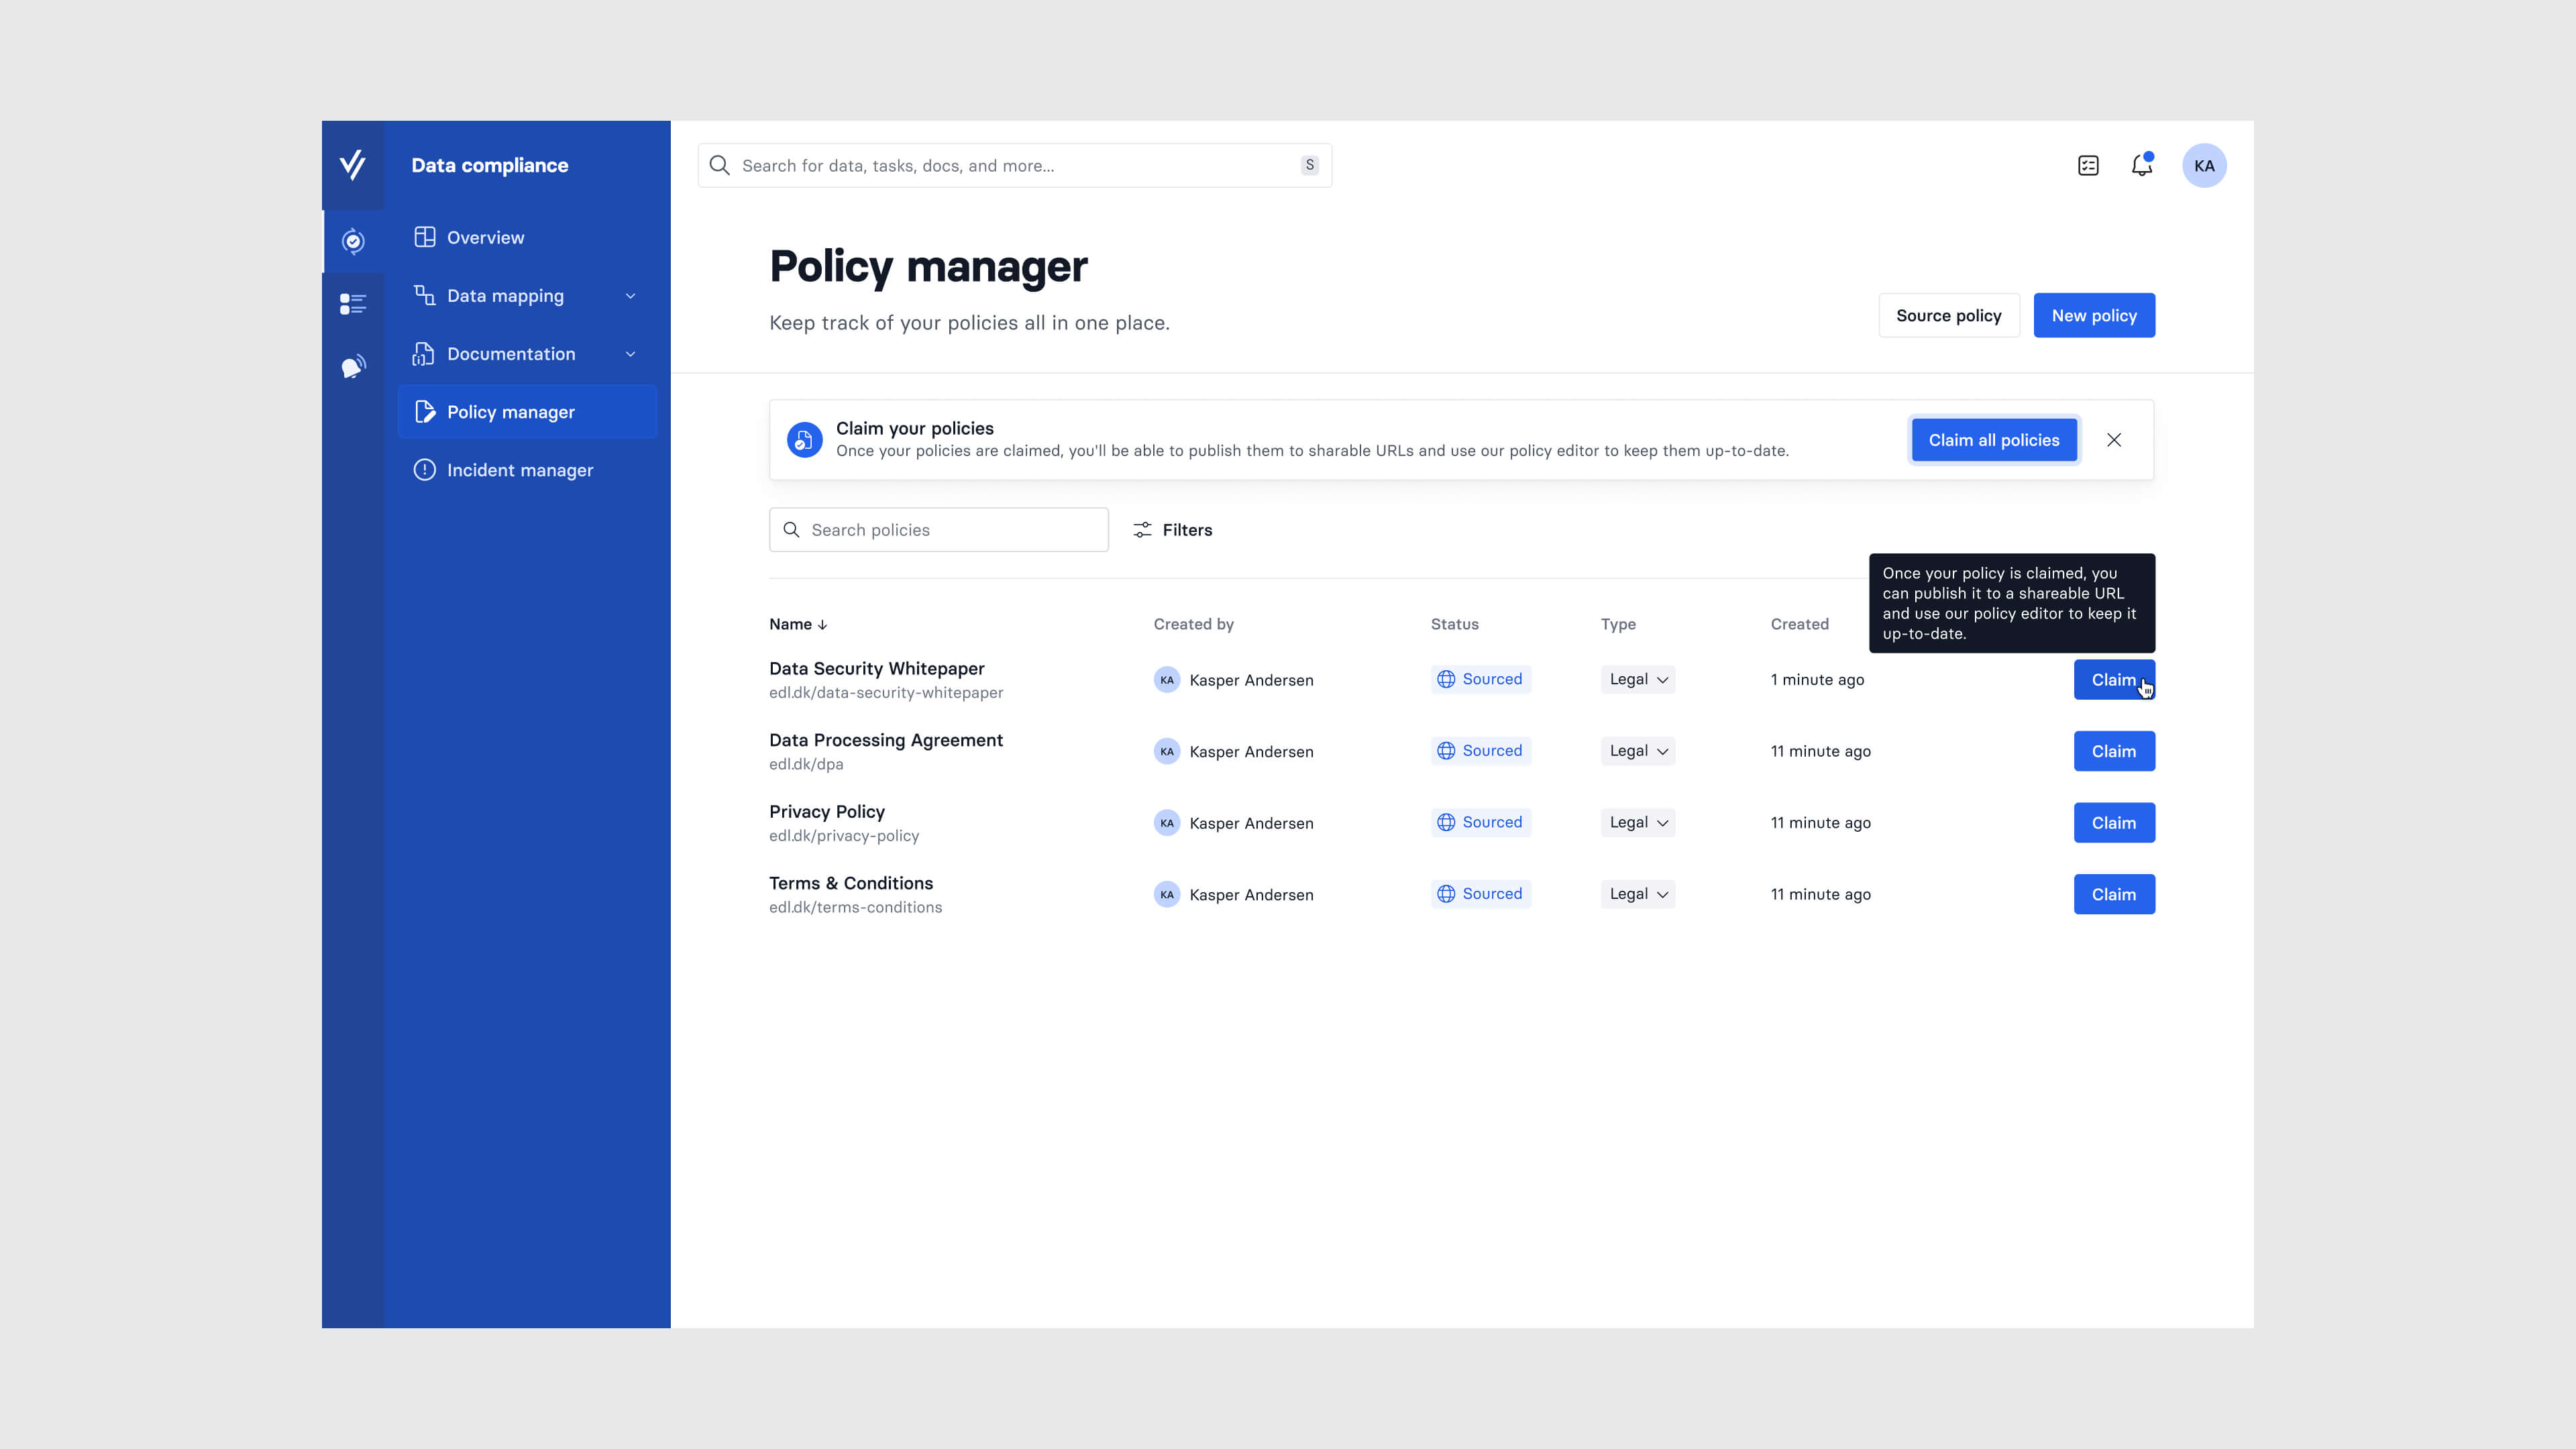 Data compliance
Overview
Data mapping
Documentation
Policy manager
Incident manager
Search for data, tasks, docs, and more...
S
KA
Policy manager
Keep track of your policies all in one place.
Source policy
New policy
Claim your policies
Once your policies are claimed, you'll be able to publish them to sharable URLs and use our policy editor to keep them up-to-date.
Claim all policies
Search policies
Filters
Once your policy is claimed, you
can publish it to a shareable URL
and use our policy editor to keep it
up-to-date.
Name
Created by
Status
Type
Created
Data Security Whitepaper
edl.dk/data-security-whitepaper
KA
Kasper Andersen
Sourced
Legal
1 minute ago
Claim
Data Processing Agreement
edl.dk/dpa
KA
Kasper Andersen
Sourced
Legal
11 minute ago
Claim
Privacy Policy
edl.dk/privacy-policy
KA
Kasper Andersen
Sourced
Legal
11 minute ago
Claim
Terms & Conditions
edl.dk/terms-conditions
KA
Kasper Andersen
Sourced
Legal
11 minute ago
Claim